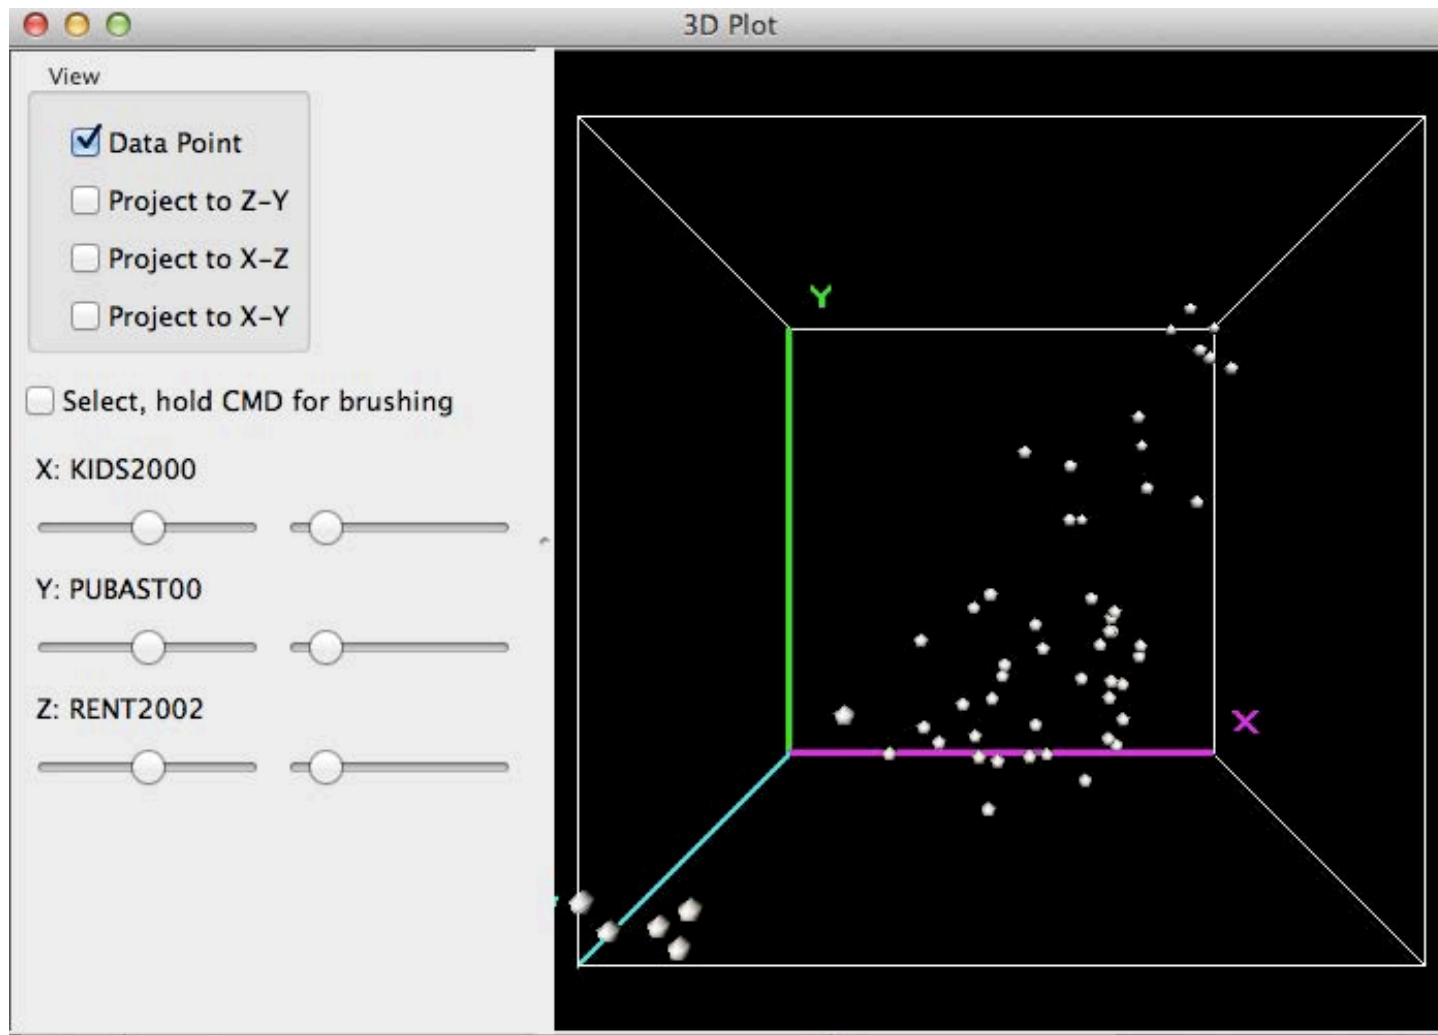 3D Plot
View
Data Point
Project to Z-Y
Project to X-Z
Project to X-Y
Select, hold CMD for brushing
X: KIDS2000
Y: PUBAST00
Z: RENT2002
Y
X